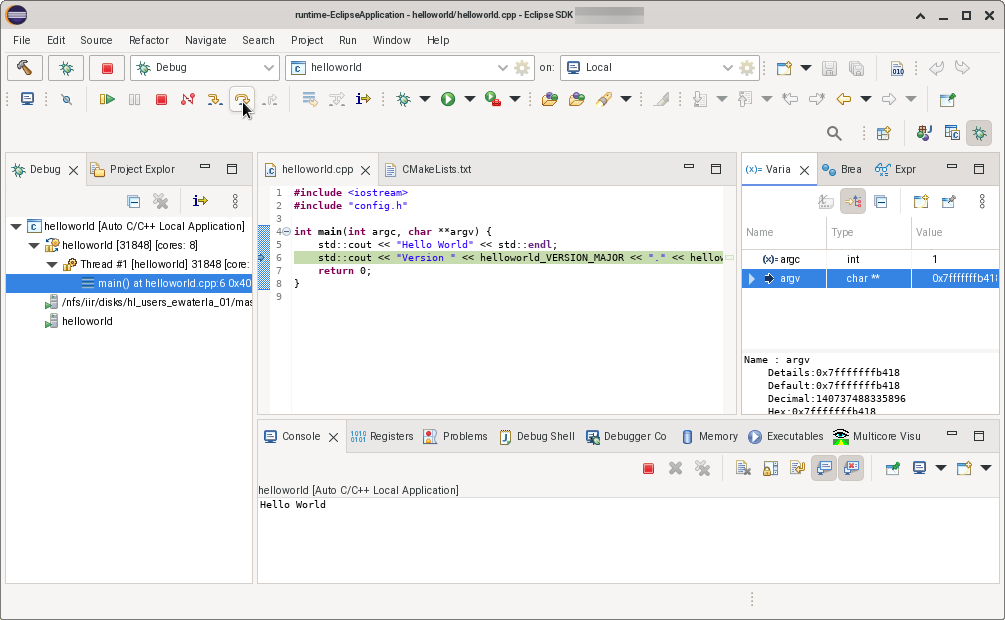 runtime-EclipseApplication - helloworld/helloworld.cpp - Eclipse SDK
File Edit Source Refactor Navigate Search Project Run Window Help
Debug helloworld on: Local
010
Debug Project Explor
helloworld [Auto C/C++ Local Application]
helloworld [31848] [cores: 8]
Thread #1 [helloworld] 31848 [core:
main() at helloworld.cpp:6 0x40
/nfs/iir/disks/hl_users_ewaterla_01/mas
helloworld
helloworld.cpp CMakeLists.txt
1 #include <iostream>
2 #include "config.h"
3
4 int main(int argc, char **argv) {
5 std::cout << "Hello World" << std::endl;
6 std::cout << "Version " << helloworld_VERSION_MAJOR << "." << hellow
7 return 0;
8 }
9
(x)= Varia Brea Expr
Name Type Value
(x)= argc int 1
argv char ** 0x7fffffffb418
Name : argv
Details:0x7fffffffb418
Default:0x7fffffffb418
Decimal:140737488335896
Hex:0x7fffffffb418
Console Registers Problems Debug Shell Debugger Co Memory Executables Multicore Visu
helloworld [Auto C/C++ Local Application]
Hello World